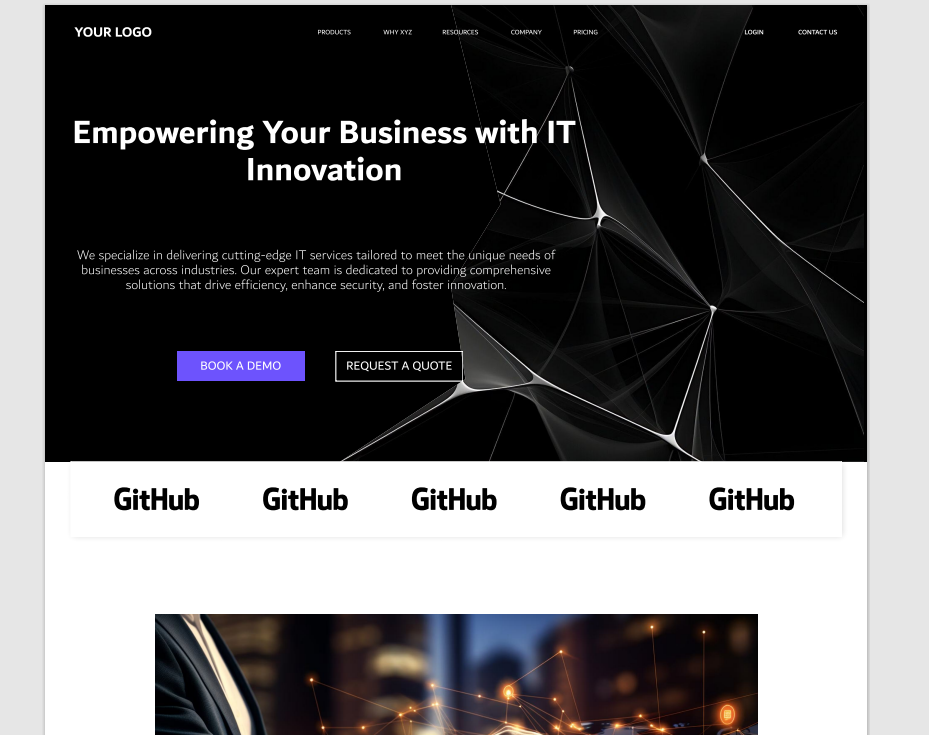 YOUR LOGO
PRODUCTS
WHY XYZ
RESOURCES
COMPANY
PRICING
LOGIN
CONTACT US
Empowering Your Business with IT
Innovation
We specialize in delivering cutting-edge IT services tailored to meet the unique needs of
businesses across industries. Our expert team is dedicated to providing comprehensive
solutions that drive efficiency, enhance security, and foster innovation.
BOOK A DEMO
REQUEST A QUOTE
GitHub
GitHub
GitHub
GitHub
GitHub